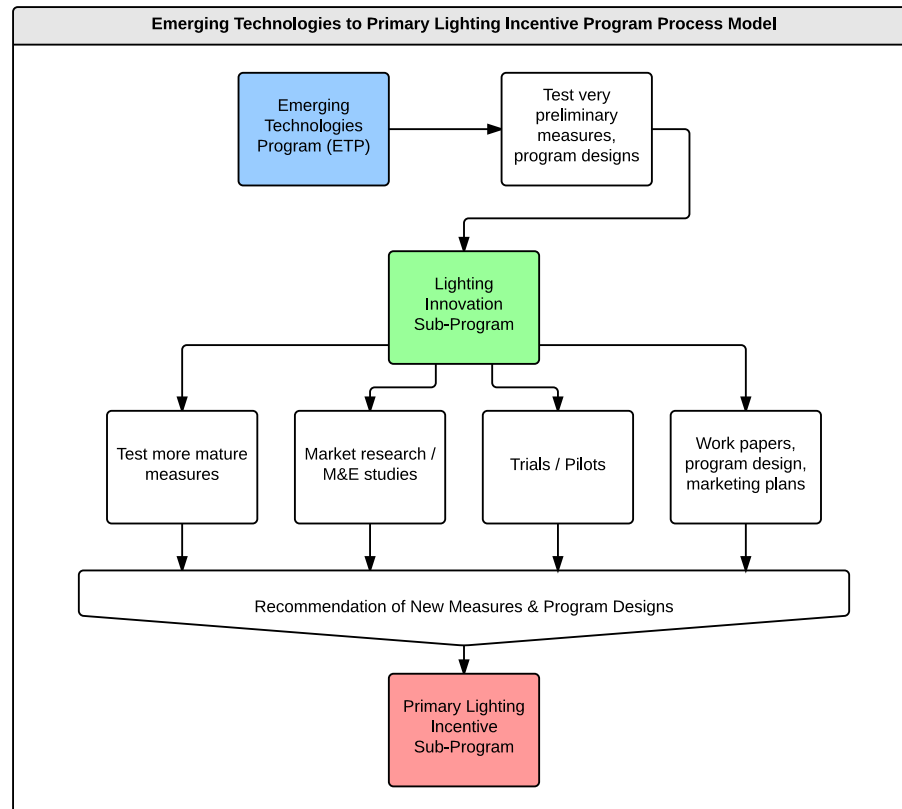 Emerging Technologies to Primary Lighting Incentive Program Process Model
Emerging
Technologies
Program (ETP)
Test very
preliminary
measures,
program designs
Lighting
Innovation
Sub-Program
Test more mature
measures
Market research /
M&E studies
Trials / Pilots
Work papers,
program design,
marketing plans
Recommendation of New Measures & Program Designs
Primary Lighting
Incentive
Sub-Program